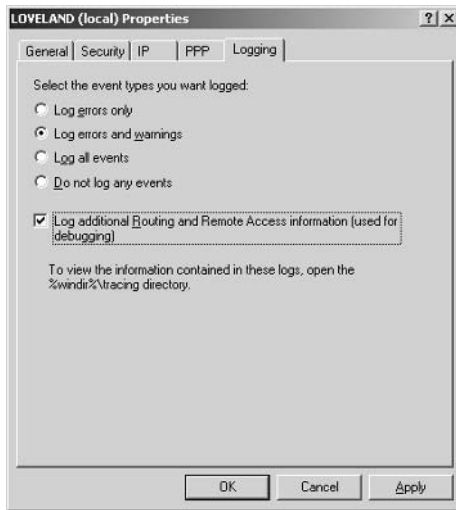 LOVELAND (local) Properties
General Security IP PPP Logging
Select the event types you want logged:
Log errors only
Log errors and warnings
Log all events
Do not log any events
Log additional Routing and Remote Access information (used for
debugging)
To view the information contained in these logs, open the
%windir%\tracing directory.
OK Cancel Apply